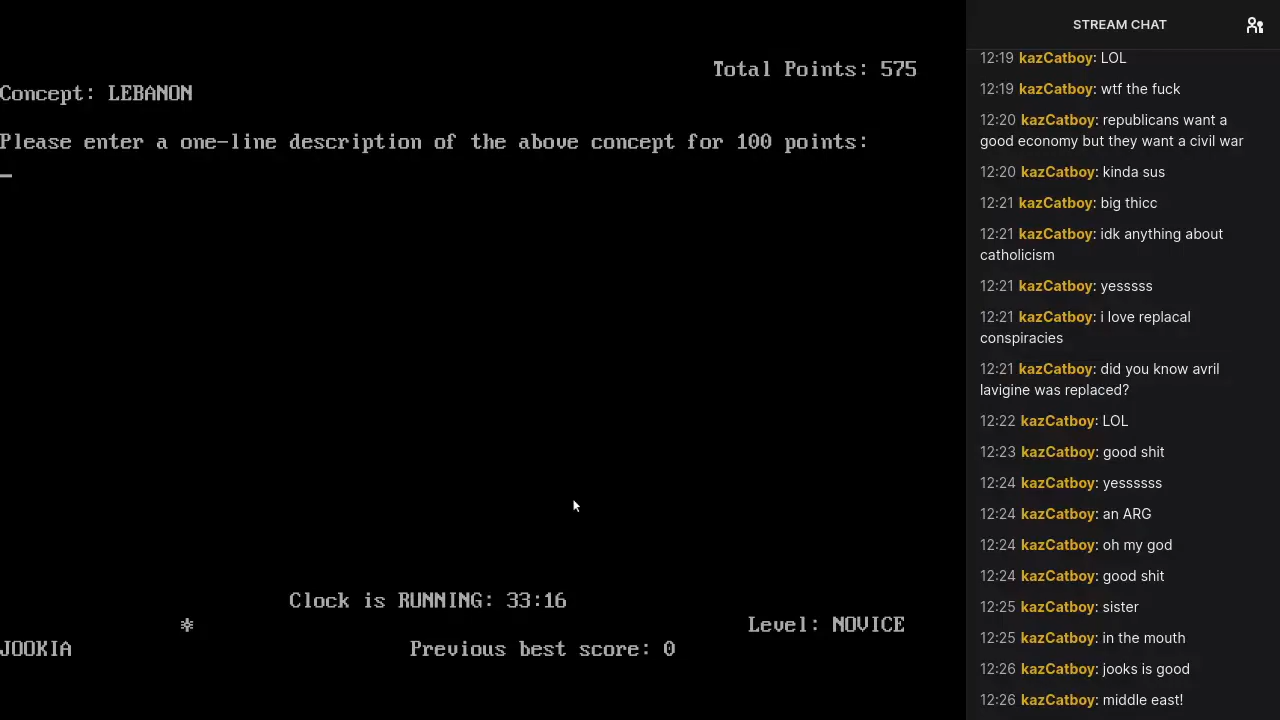 Total Points: 575
Concept: LEBANON
Please enter a one-line description of the above concept for 100 points:
_
Clock is RUNNING: 33:16
*
Level: NOVICE
JOOKIA
Previous best score: 0
STREAM CHAT
12:19 kazCatboy: LOL
12:19 kazCatboy: wtf the fuck
12:20 kazCatboy: republicans want a
good economy but they want a civil war
12:20 kazCatboy: kinda sus
12:21 kazCatboy: big thicc
12:21 kazCatboy: idk anything about
catholicism
12:21 kazCatboy: yesssss
12:21 kazCatboy: i love replacal
conspiracies
12:21 kazCatboy: did you know avril
lavigine was replaced?
12:22 kazCatboy: LOL
12:23 kazCatboy: good shit
12:24 kazCatboy: yessssss
12:24 kazCatboy: an ARG
12:24 kazCatboy: oh my god
12:24 kazCatboy: good shit
12:25 kazCatboy: sister
12:25 kazCatboy: in the mouth
12:26 kazCatboy: jooks is good
12:26 kazCatboy: middle east!